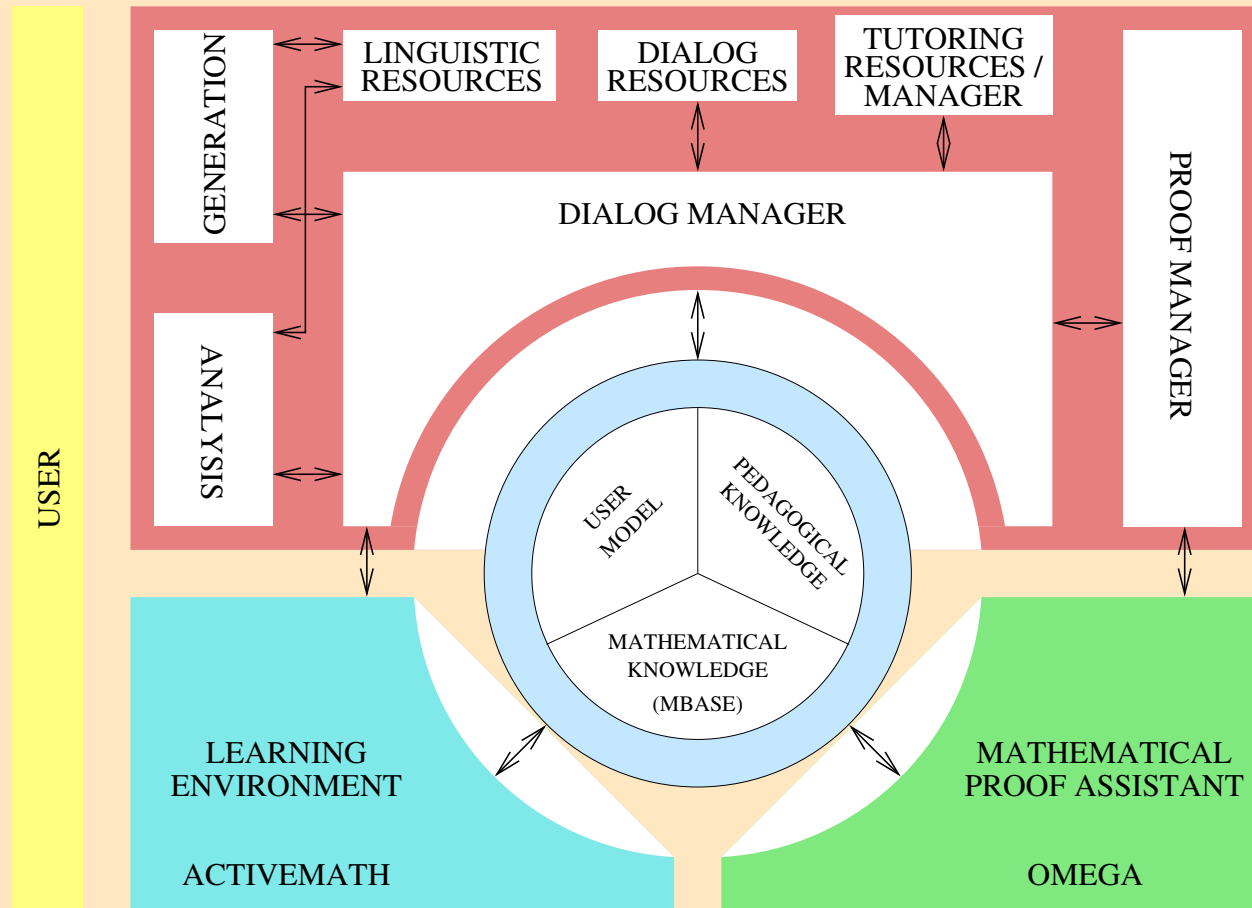 USER
GENERATION
ANALYSIS
LINGUISTIC
RESOURCES
DIALOG
RESOURCES
TUTORING
RESOURCES /
MANAGER
DIALOG MANAGER
PROOF MANAGER
USER
MODEL
PEDAGOGICAL
KNOWLEDGE
MATHEMATICAL
KNOWLEDGE
(MBASE)
LEARNING
ENVIRONMENT
ACTIVEMATH
MATHEMATICAL
PROOF ASSISTANT
OMEGA